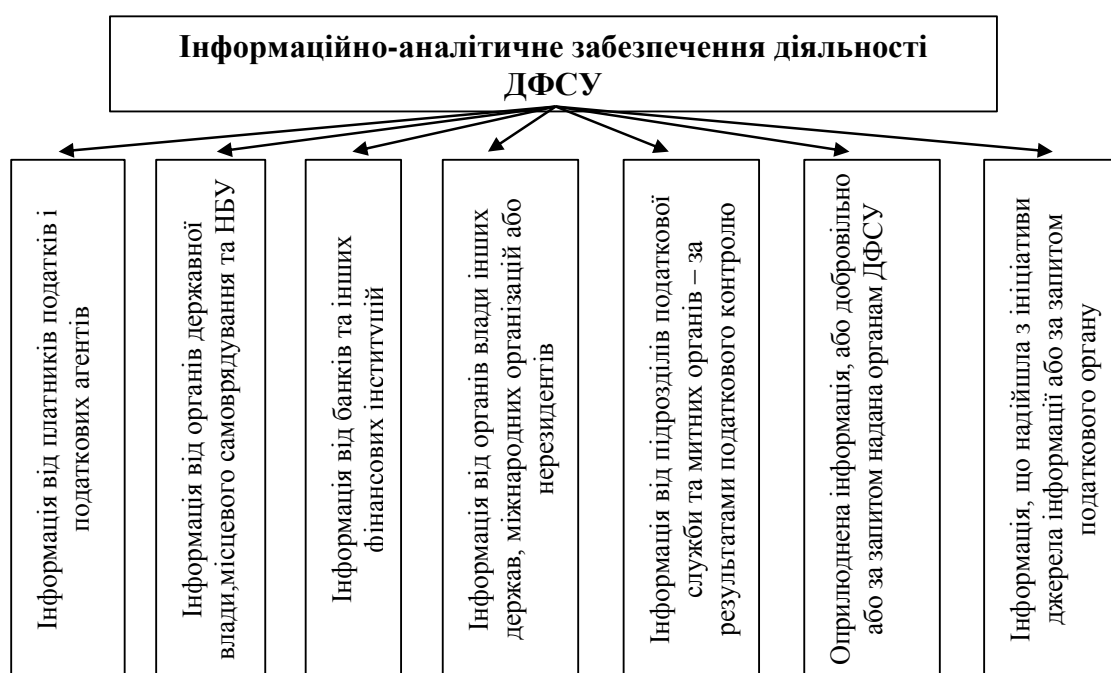 Інформаційно-аналітичне забезпечення діяльності
ДФСУ
Інформація від платників податків і
податкових агентів
Інформація від органів державної
влади,місцевого самоврядування та НБУ
Інформація від банків та інших
фінансових інституцій
Інформація від органів влади інших
держав, міжнародних організацій або
нерезидентів
Інформація від підрозділів податкової
служби та митних органів – за
результатами податкового контролю
Оприлюднена інформація, або добровільно
або за запитом надана органам ДФСУ
Інформація, що надійшла з ініціативи
джерела інформації або за запитом
податкового органу